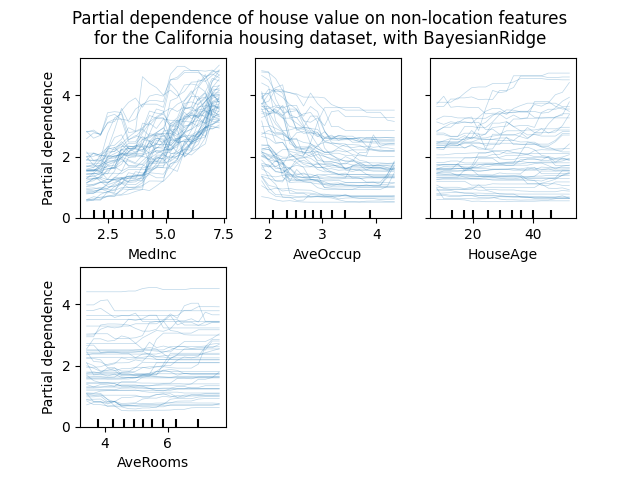 Partial dependence of house value on non-location features
for the California housing dataset, with BayesianRidge
Partial dependence
4
2
0
2.5
5.0
7.5
MedInc
2
3
4
AveOccup
20
40
HouseAge
Partial dependence
4
2
0
4
6
AveRooms